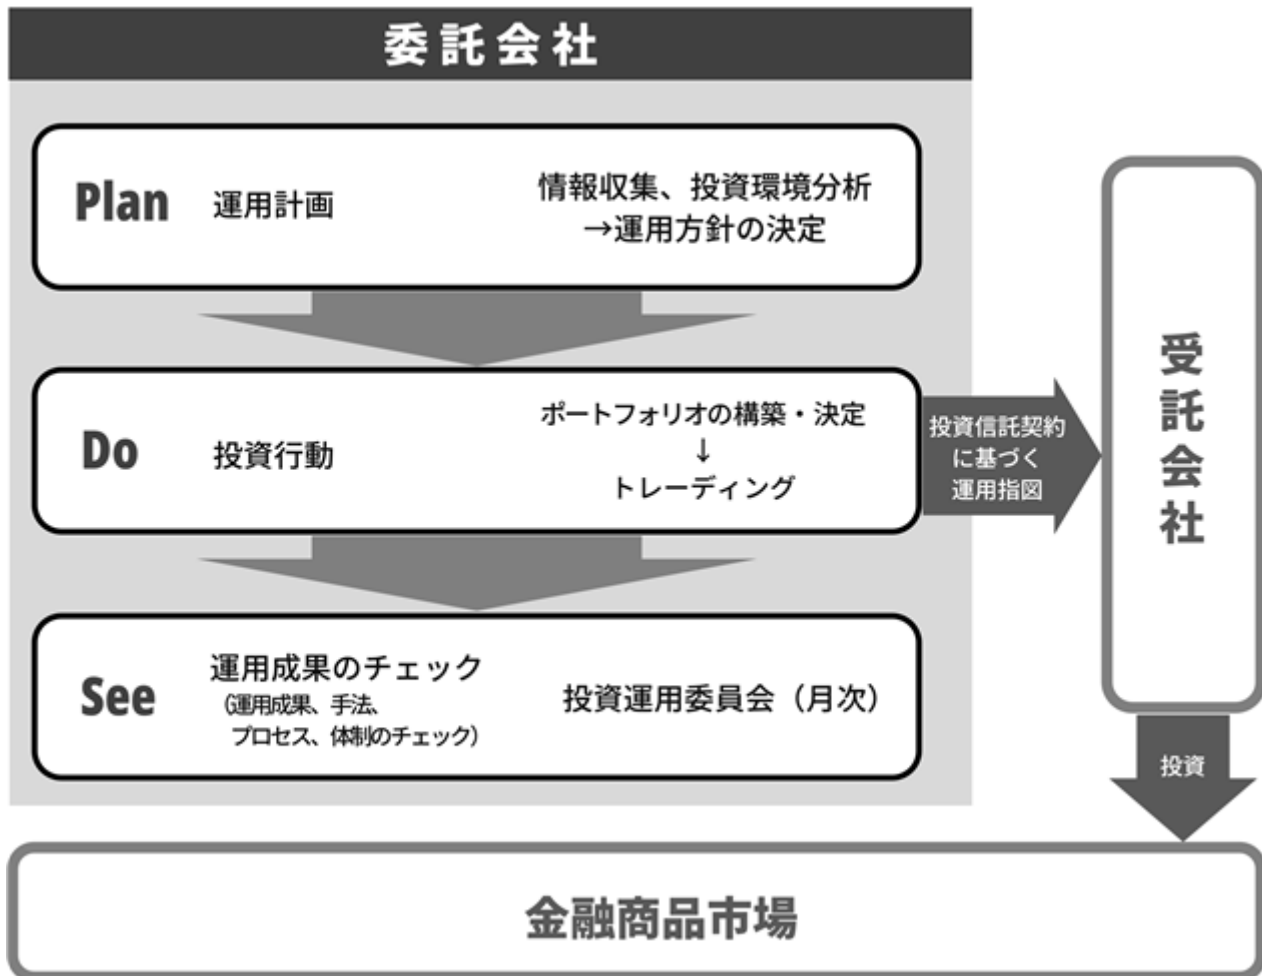 委託会社
Plan 運用計画
情報収集、投資環境分析
→運用方針の決定
Do 投資行動
ポートフォリオの構築・決定
↓
トレーディング
投資信託契約
に基づく
運用指図
受託会社
See
運用成果のチェック
（運用成果、手法、
プロセス、体制のチェック）
投資運用委員会（月次）
投資
金融商品市場